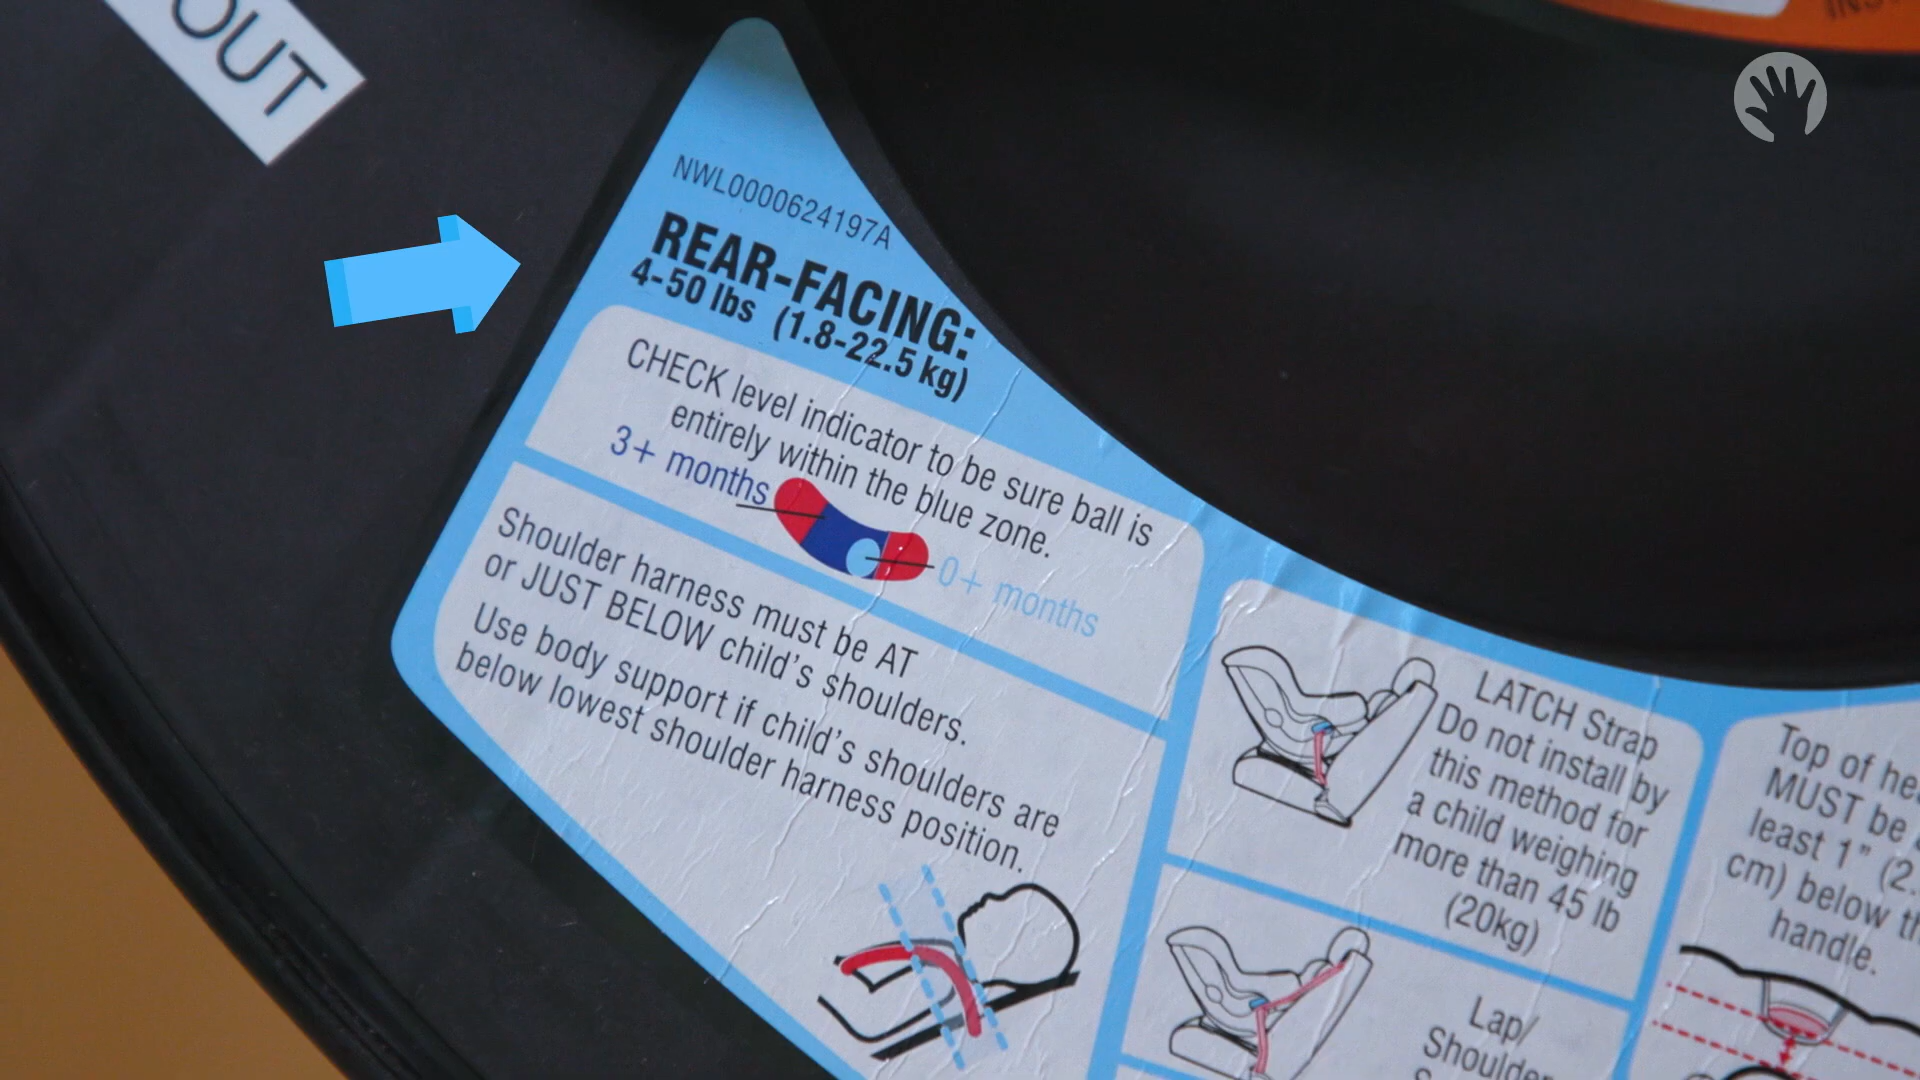 OUT
NWL0000624197A
REAR-FACING:
4-50 lbs (1.8-22.5 kg)
CHECK level indicator to be sure ball is
entirely within the blue zone.
3+ months
0+ months
Shoulder harness must be AT
or JUST BELOW child's shoulders.
Use body support if child's shoulders are
below lowest shoulder harness position.
LATCH Strap
Do not install by
this method for
a child weighing
more than 45 lb
(20kg)
Lap/
Shoulder
Top of
MUST be
least 1" (2.
cm) below
handle.